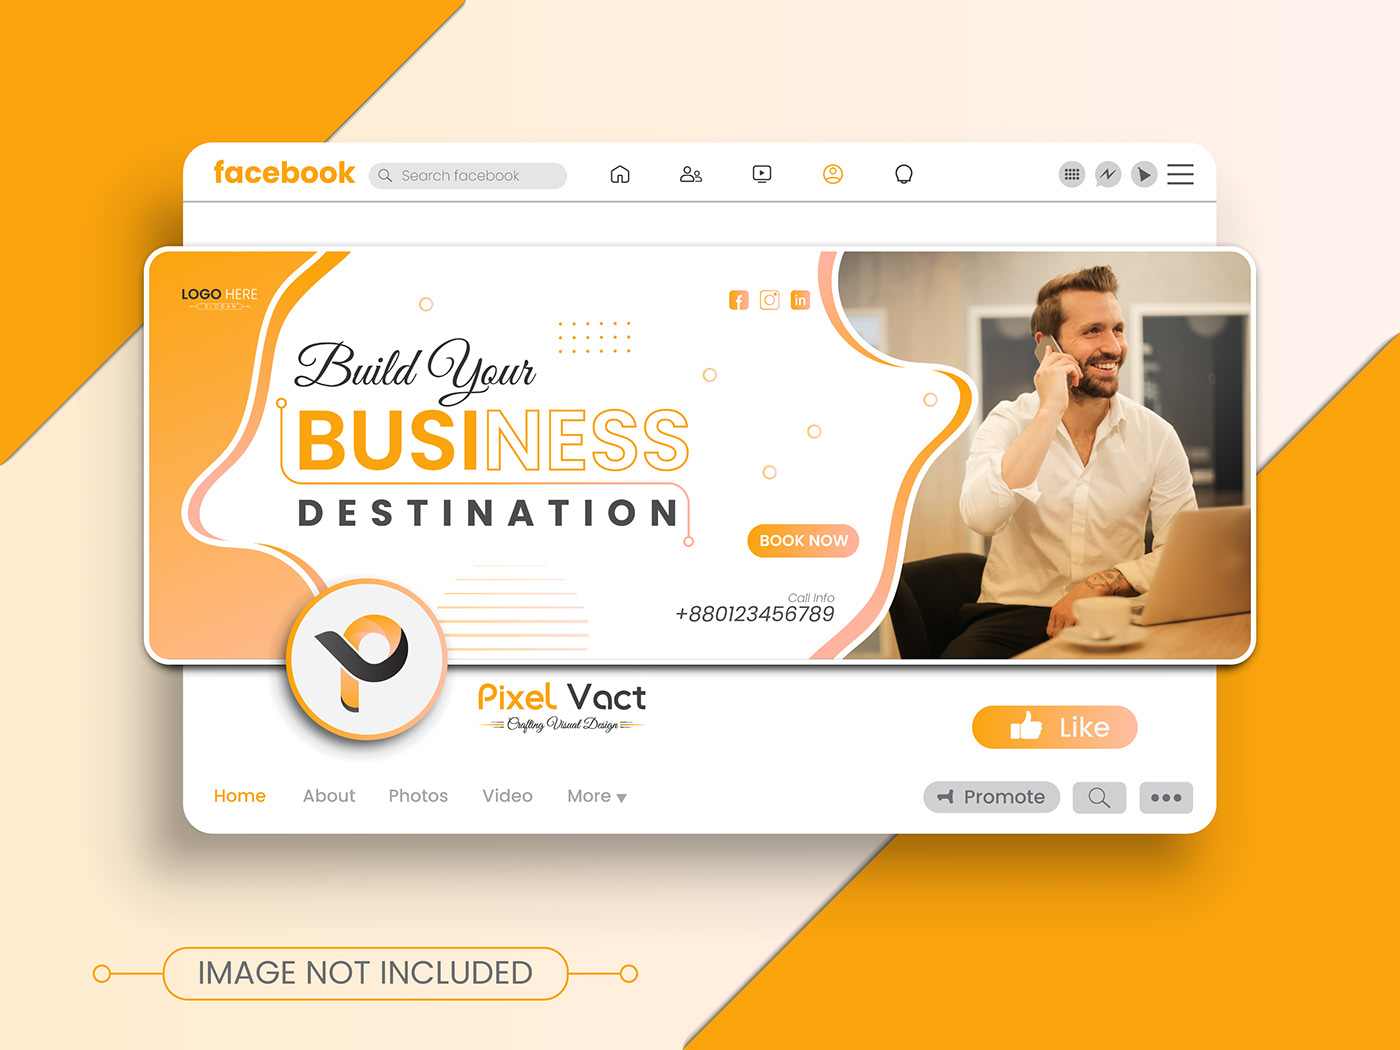 facebook
Search facebook
LOGO HERE
SLOGAN
Build Your
BUSINESS
DESTINATION
BOOK NOW
Call Info
+880123456789
Pixel Vact
Crafting Visual Design
Like
Home About Photos Video More
Promote
IMAGE NOT INCLUDED